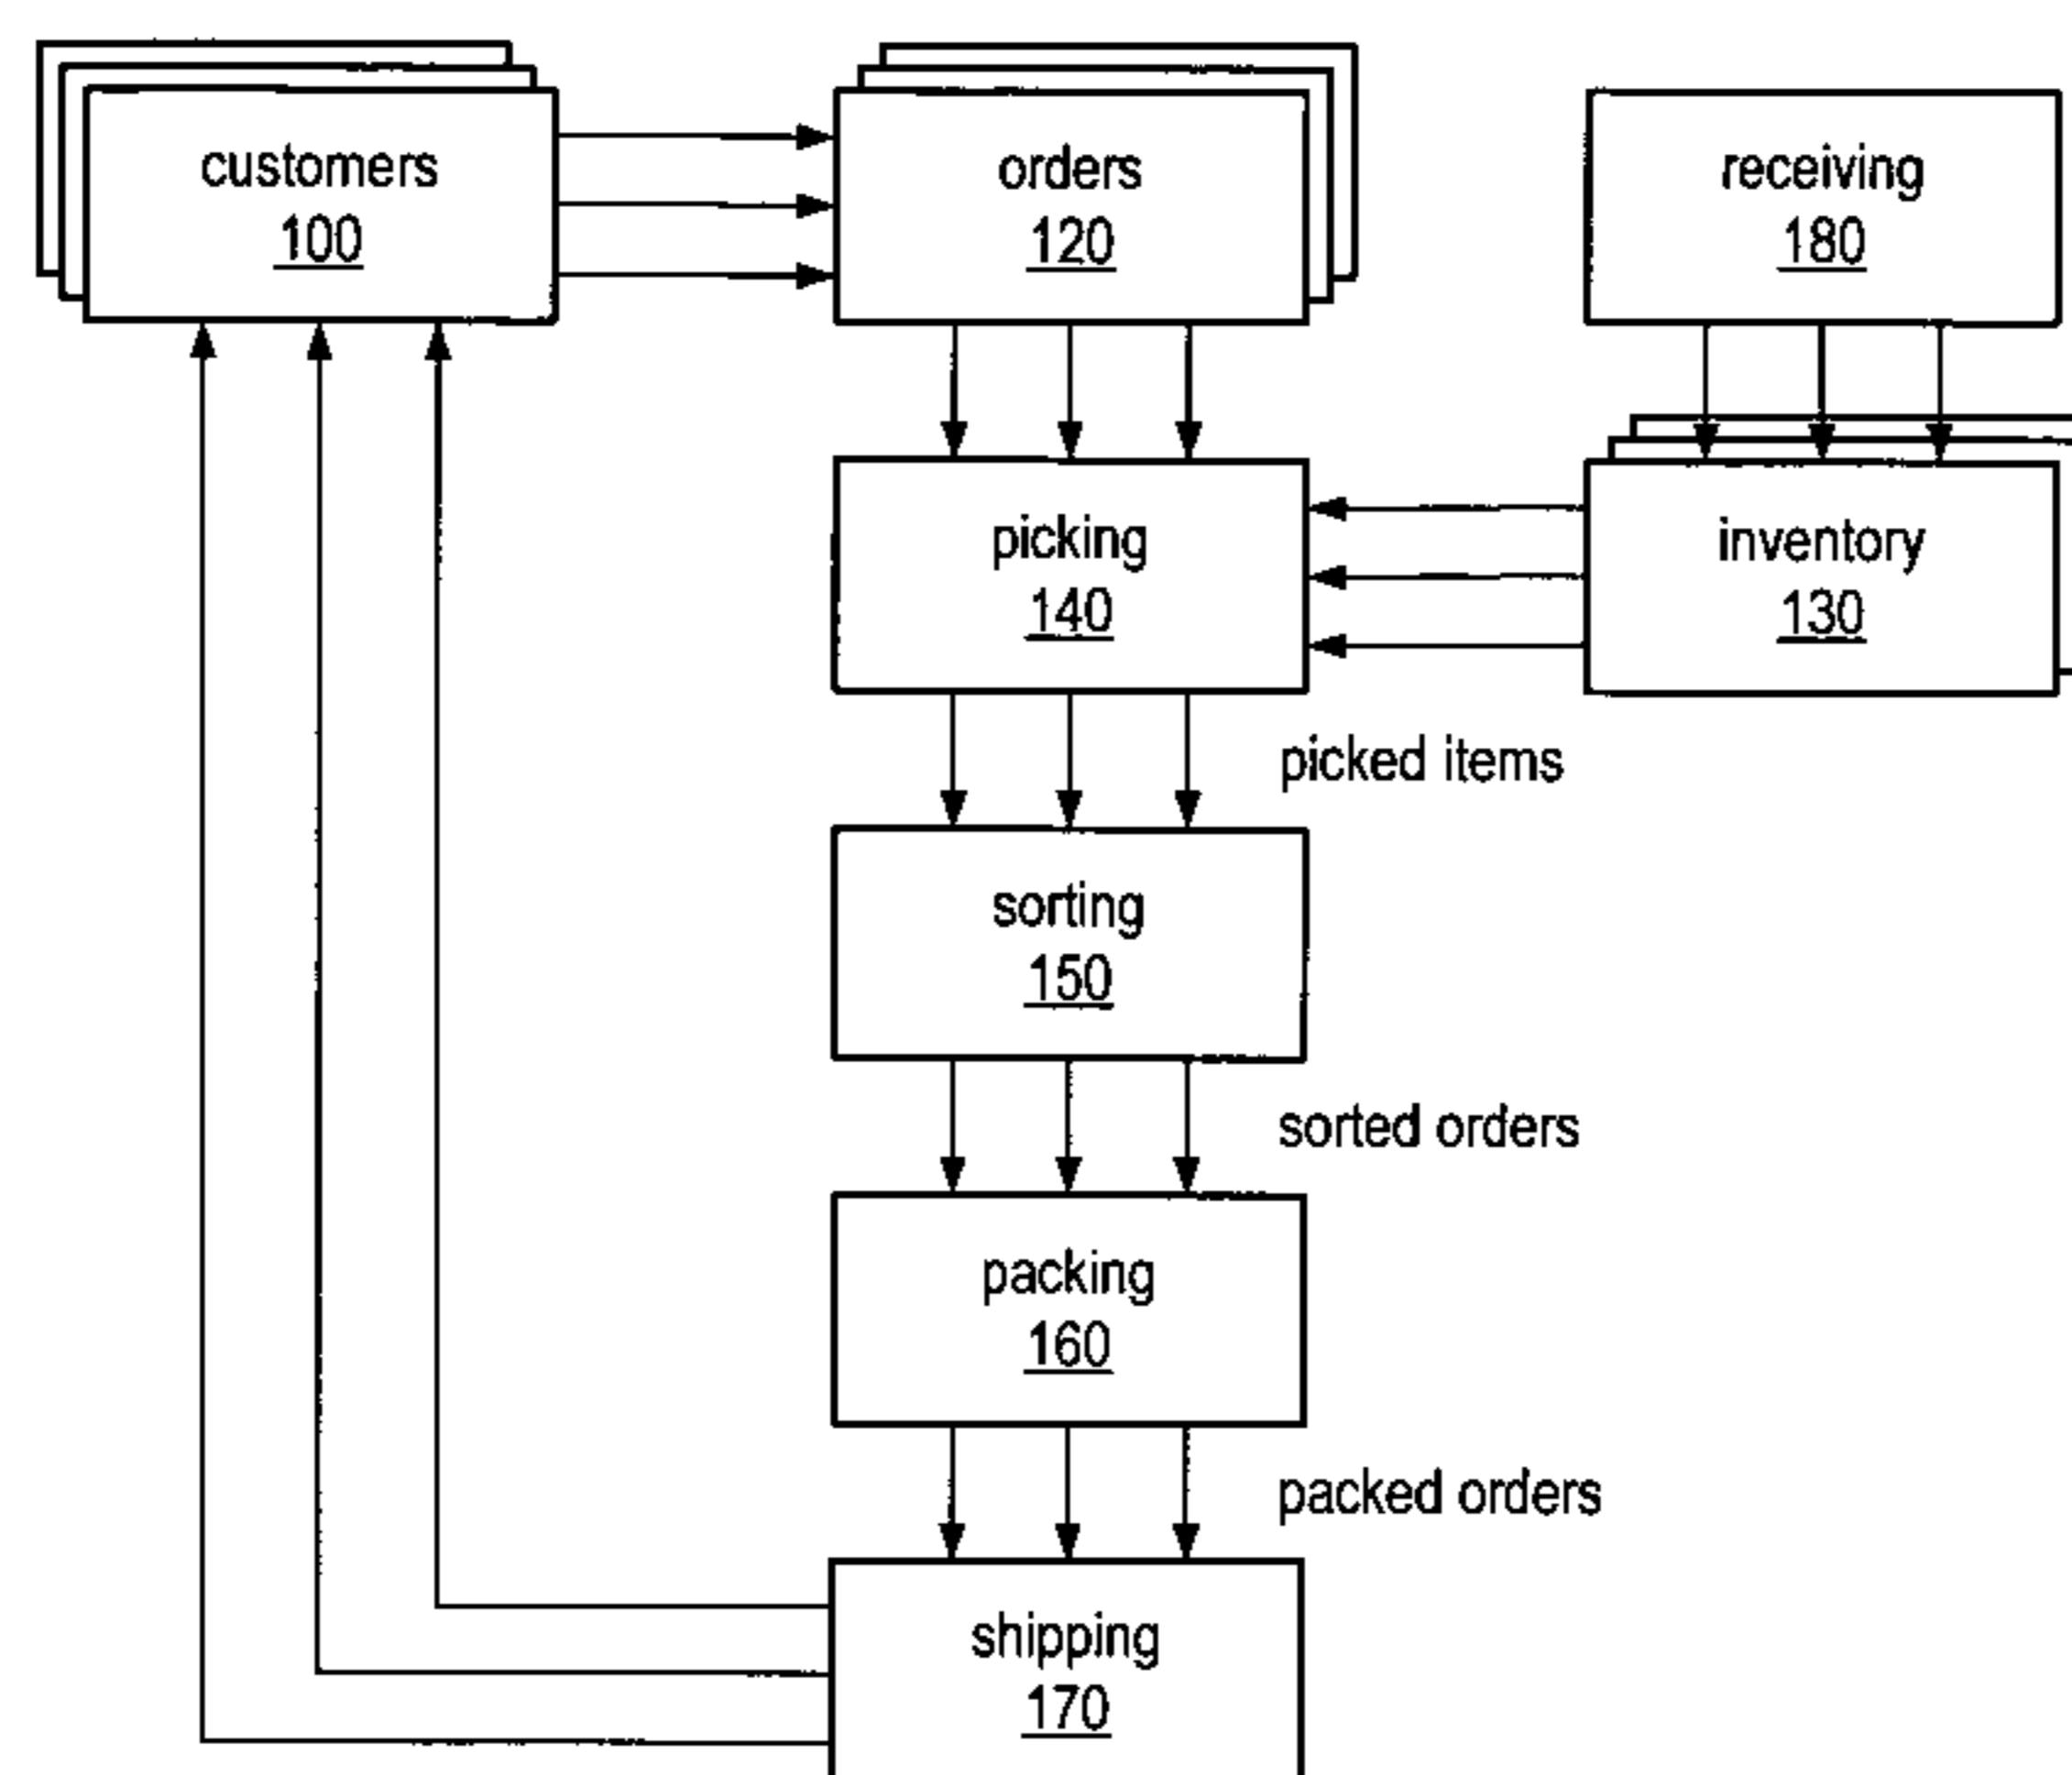 customers
100
orders
120
receiving
180
picking
140
inventory
130
picked items
sorting
150
sorted orders
packing
160
packed orders
shipping
170